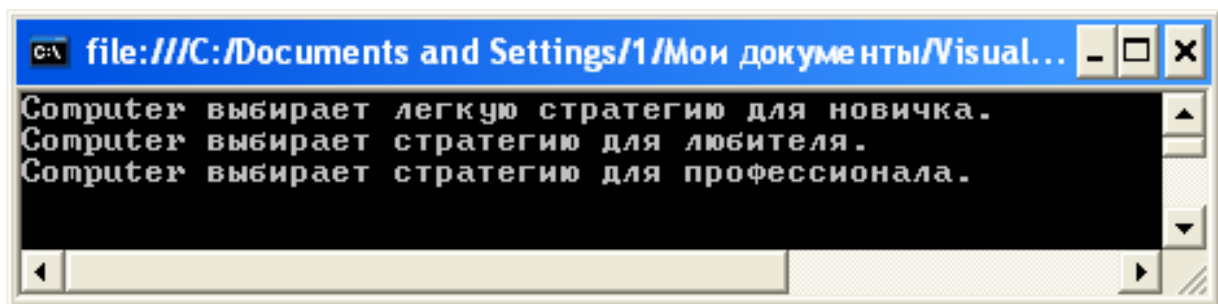 C:\ file:///C:/Documents and Settings/1/Мои документы/Visual...
Computer выбирает легкую стратегию для новичка.
Computer выбирает стратегию для любителя.
Computer выбирает стратегию для профессионала.